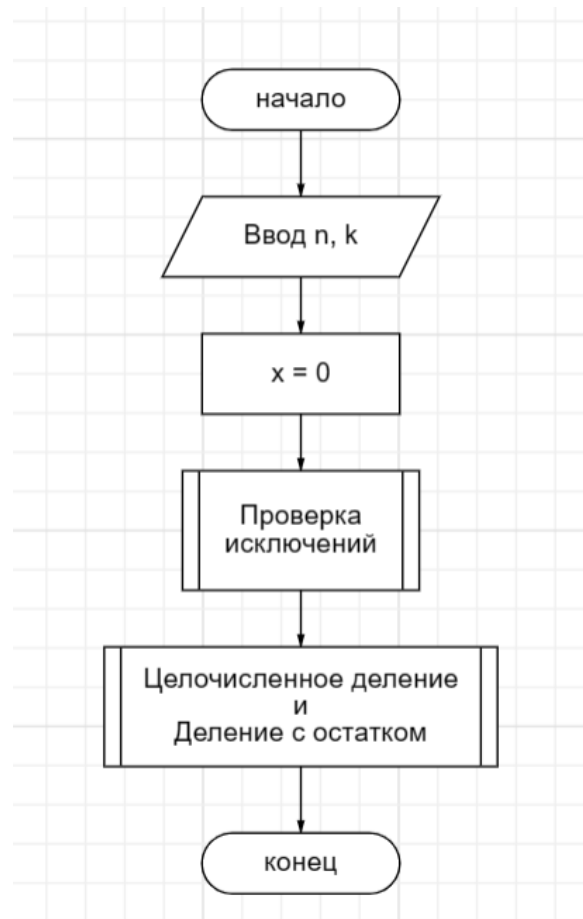 начало
Ввод n, k
x = 0
Проверка
исключений
Целочисленное деление
и
Деление с остатком
конец